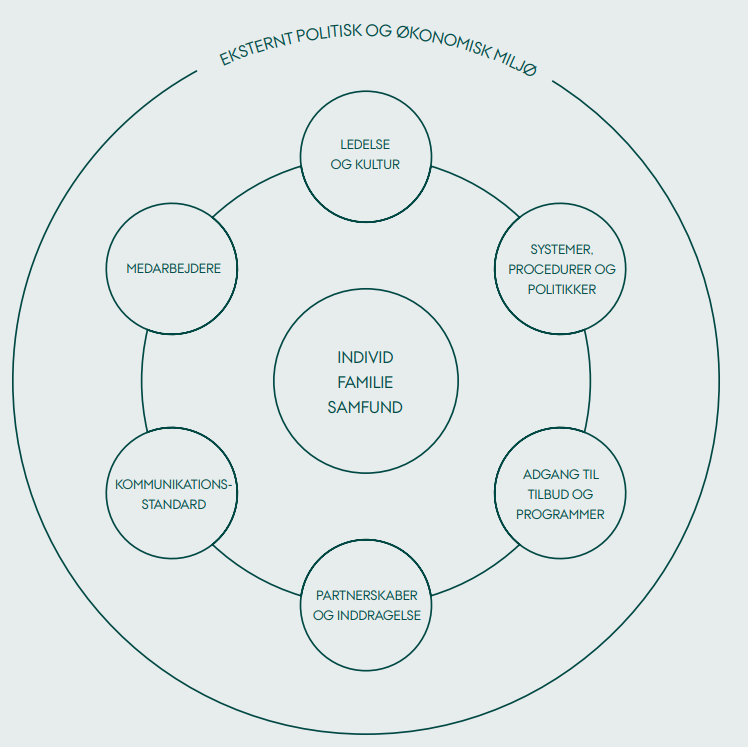 EKSTERNT POLITISK OG ØKONOMISK MILJØ
LEDELSE
OG KULTUR
SYSTEMER,
PROCEDURER OG
POLITIKKER
MEDARBEJDERE
INDIVID
FAMILIE
SAMFUND
KOMMUNIKATIONS-
STANDARD
ADGANG TIL
TILBUD OG
PROGRAMMER
PARTNERSKABER
OG INDDRAGELSE